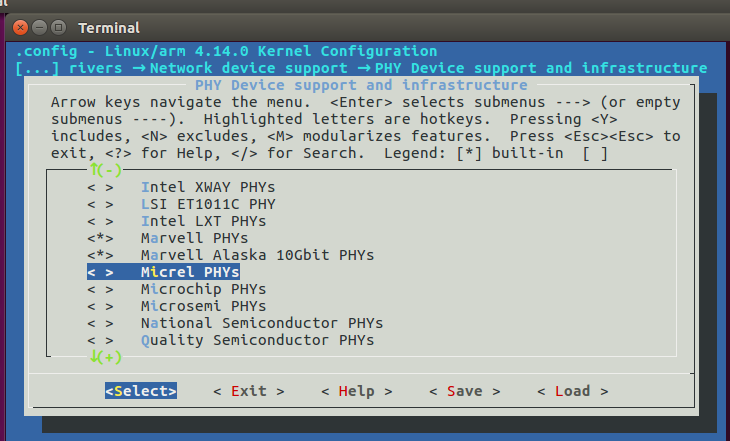 al
Terminal
.config - Linux/arm 4.14.0 Kernel Configuration
[...] rivers → Network device support → PHY Device support and infrastructure
PHY Device support and infrastructure
Arrow keys navigate the menu.  <Enter> selects submenus ---> (or empty
submenus ----).  Highlighted letters are hotkeys.  Pressing <Y>
includes, <N> excludes, <M> modularizes features.  Press <Esc><Esc> to
exit, <?> for Help, </> for Search.  Legend: [*] built-in  [ ]
↑(-)
< >   Intel XWAY PHYs
< >   LSI ET1011C PHY
< >   Intel LXT PHYs
<*>   Marvell PHYs
<*>   Marvell Alaska 10Gbit PHYs
< >   Micrel PHYs
< >   Microchip PHYs
< >   Microsemi PHYs
< >   National Semiconductor PHYs
< >   Quality Semiconductor PHYs
↓(+)
<Select>    < Exit >    < Help >    < Save >    < Load >